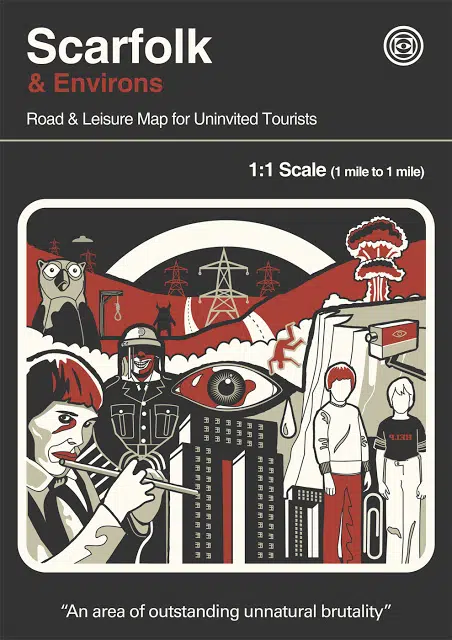 Scarfolk
& Environs
Road & Leisure Map for Uninvited Tourists
1:1 Scale (1 mile to 1 mile)
“An area of outstanding unnatural brutality”